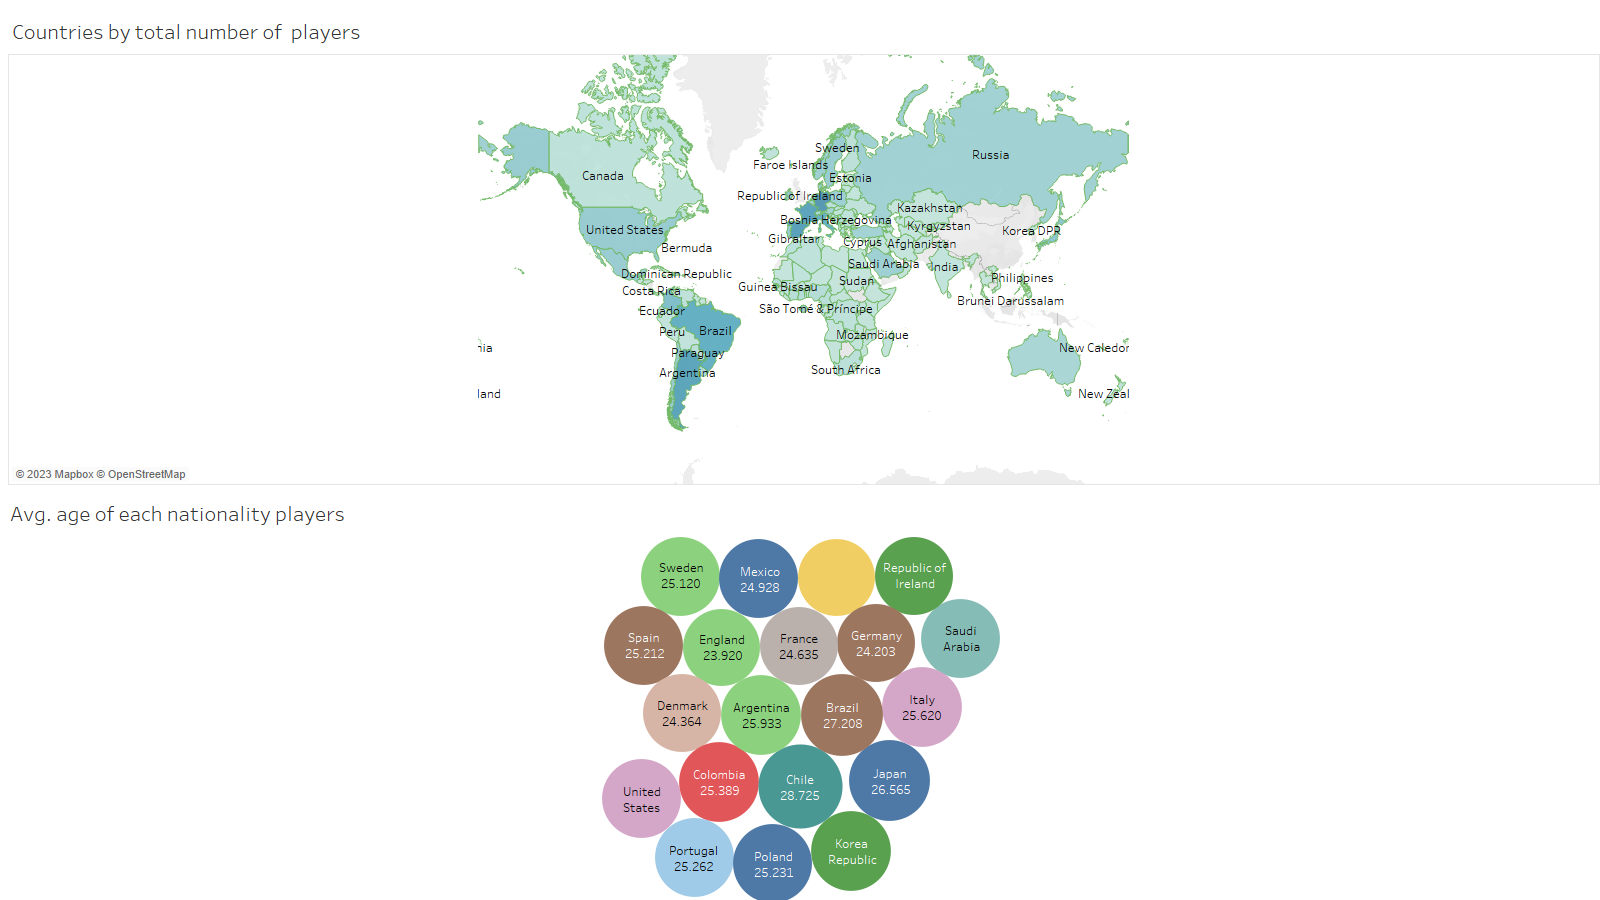 Countries by total number of players
Sweden
Russia
Faroe Islands
Canada
Estonia
Republic of Ireland
Kazakhstan
Bosnia Herzegovina
United States
Kyrgyzstan
Korea DPR
Gibraltar
Cyprus
Afghanistan
Bermuda
Saudi Arabia
India
Dominican Republic
Sudan
Philippines
Guinea Bissau
Costa Rica
Brunei Darussalam
Ecuador
São Tomé & Príncipe
Peru
Brazil
Mozambique
nia
Paraguay
New Caledor
Argentina
South Africa
land
New Zeal
© 2023 Mapbox © OpenStreetMap
Avg. age of each nationality players
Sweden
25.120
Mexico
24.928
Republic of
Ireland
Spain
25.212
England
23.920
France
24.635
Germany
24.203
Saudi
Arabia
Denmark
24.364
Argentina
25.933
Brazil
27.208
Italy
25.620
United
States
Colombia
25.389
Chile
28.725
Japan
26.565
Portugal
25.262
Poland
25.231
Korea
Republic